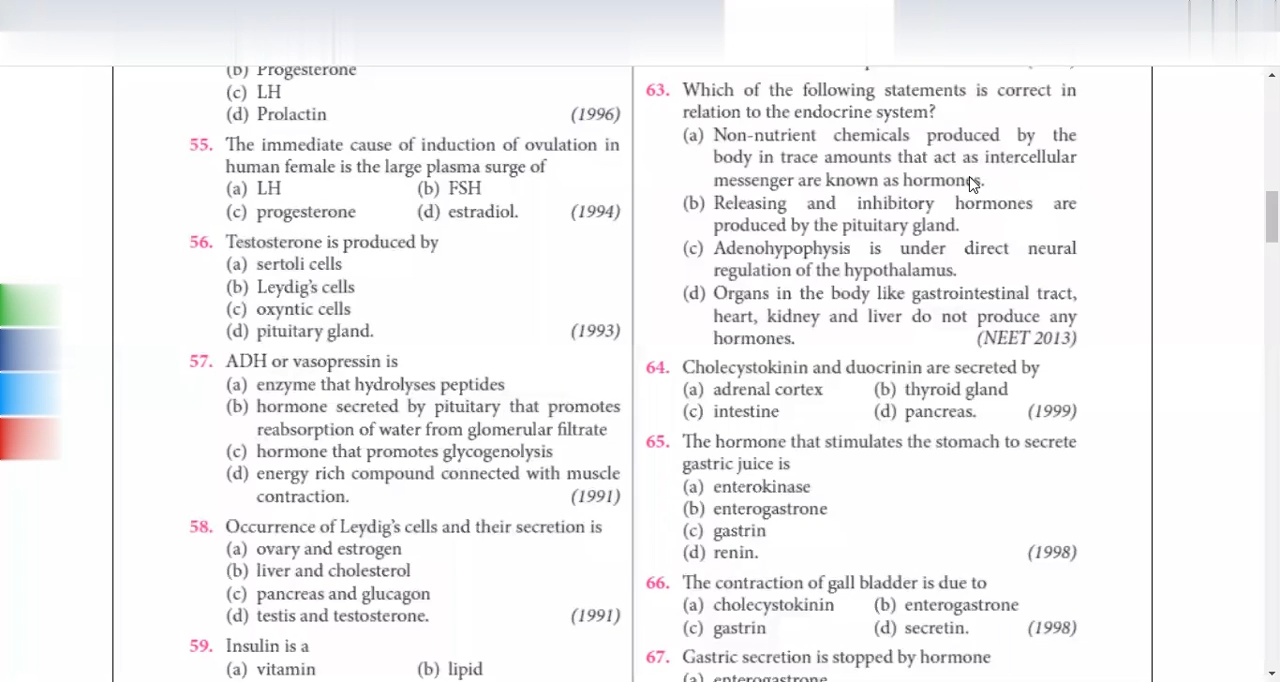 (b) Progesterone
(c) LH
(d) Prolactin (1996)
55. The immediate cause of induction of ovulation in
human female is the large plasma surge of
(a) LH (b) FSH
(c) progesterone (d) estradiol. (1994)
56. Testosterone is produced by
(a) sertoli cells
(b) Leydig's cells
(c) oxyntic cells
(d) pituitary gland. (1993)
57. ADH or vasopressin is
(a) enzyme that hydrolyses peptides
(b) hormone secreted by pituitary that promotes
reabsorption of water from glomerular filtrate
(c) hormone that promotes glycogenolysis
(d) energy rich compound connected with muscle
contraction. (1991)
58. Occurrence of Leydig's cells and their secretion is
(a) ovary and estrogen
(b) liver and cholesterol
(c) pancreas and glucagon
(d) testis and testosterone. (1991)
59. Insulin is a
(a) vitamin (b) lipid
63. Which of the following statements is correct in
relation to the endocrine system?
(a) Non-nutrient chemicals produced by the
body in trace amounts that act as intercellular
messenger are known as hormones.
(b) Releasing and inhibitory hormones are
produced by the pituitary gland.
(c) Adenohypophysis is under direct neural
regulation of the hypothalamus.
(d) Organs in the body like gastrointestinal tract,
heart, kidney and liver do not produce any
hormones. (NEET 2013)
64. Cholecystokinin and duocrinin are secreted by
(a) adrenal cortex (b) thyroid gland
(c) intestine (d) pancreas. (1999)
65. The hormone that stimulates the stomach to secrete
gastric juice is
(a) enterokinase
(b) enterogastrone
(c) gastrin
(d) renin. (1998)
66. The contraction of gall bladder is due to
(a) cholecystokinin (b) enterogastrone
(c) gastrin (d) secretin. (1998)
67. Gastric secretion is stopped by hormone
(a) enterogastrone